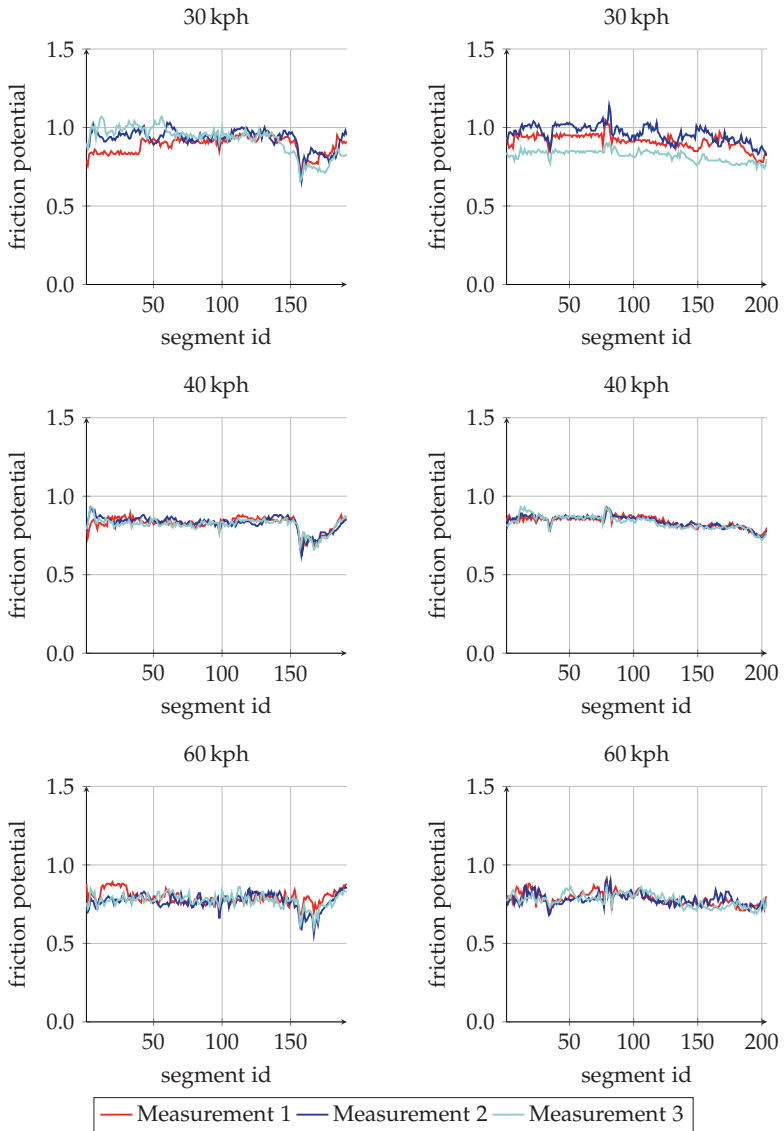 30 kph
1.5
1.0
0.5
0.0
friction potential
50 100 150
segment id
30 kph
1.5
1.0
0.5
0.0
friction potential
50 100 150 200
segment id
40 kph
1.5
1.0
0.5
0.0
friction potential
50 100 150
segment id
40 kph
1.5
1.0
0.5
0.0
friction potential
50 100 150 200
segment id
60 kph
1.5
1.0
0.5
0.0
friction potential
50 100 150
segment id
60 kph
1.5
1.0
0.5
0.0
friction potential
50 100 150 200
segment id
Measurement 1 Measurement 2 Measurement 3